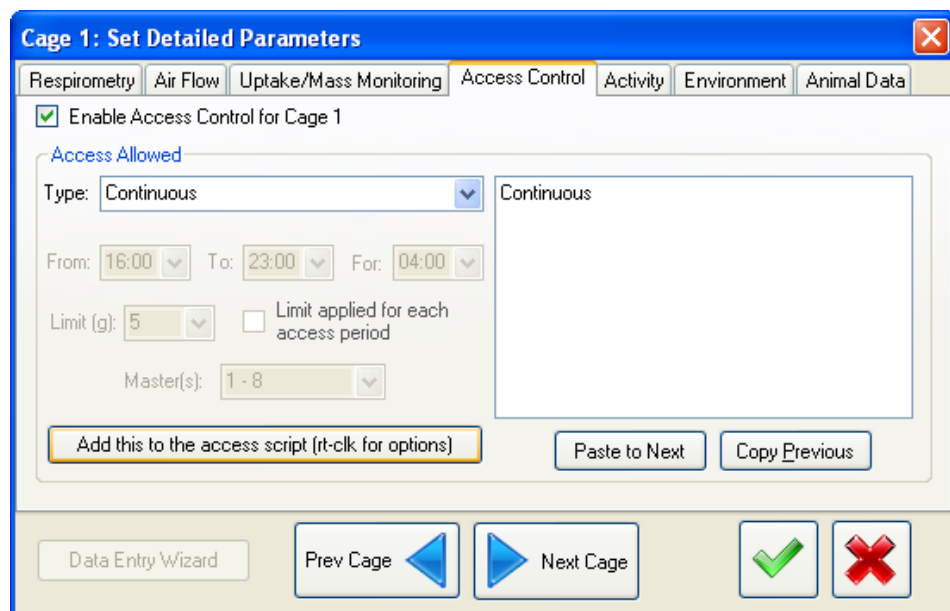 Cage 1: Set Detailed Parameters
Respirometry Air Flow Uptake/Mass Monitoring Access Control Activity Environment Animal Data
Enable Access Control for Cage 1
Access Allowed
Type: Continuous
Continuous
From: 16:00 To: 23:00 For: 04:00
Limit (g): 5
Limit applied for each
access period
Master(s): 1 - 8
Add this to the access script (rt-clk for options)
Paste to Next
Copy Previous
Data Entry Wizard
Prev Cage
Next Cage